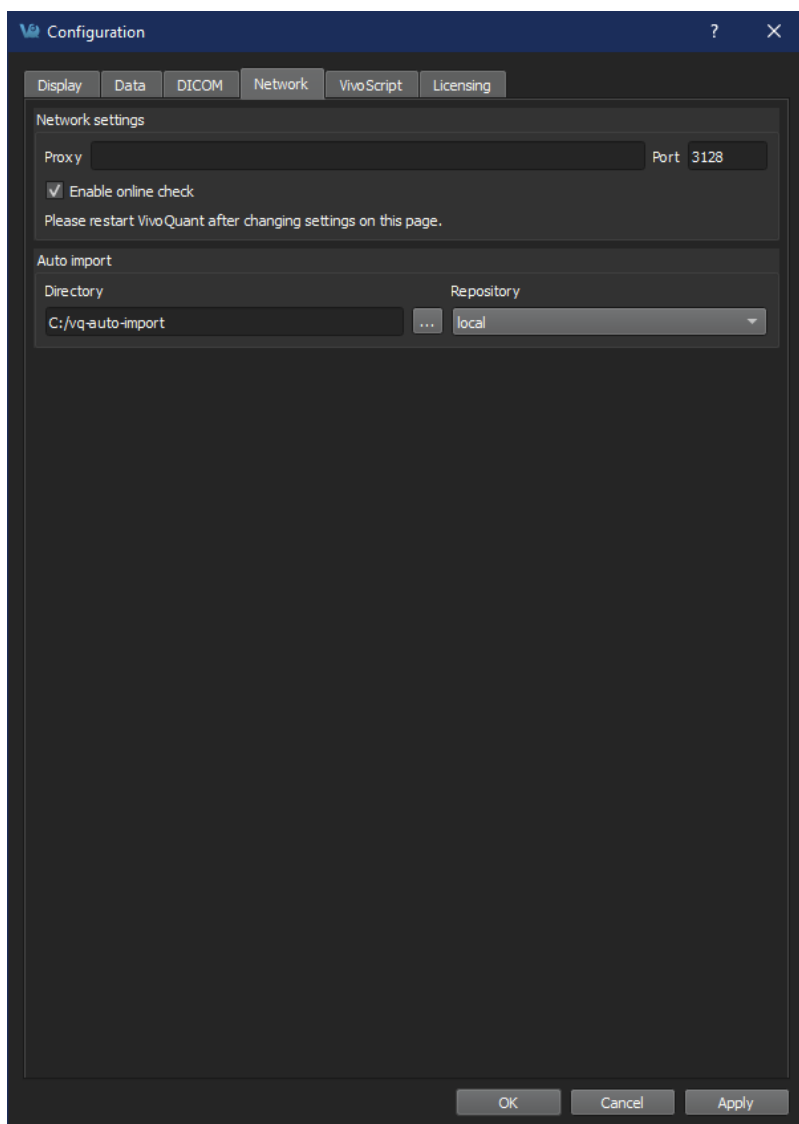 Configuration
Display Data DICOM Network VivoScript Licensing
Network settings
Proxy Port 3128
Enable online check
Please restart VivoQuant after changing settings on this page.
Auto import
Directory Repository
C:/vq-auto-import ... local
OK Cancel Apply